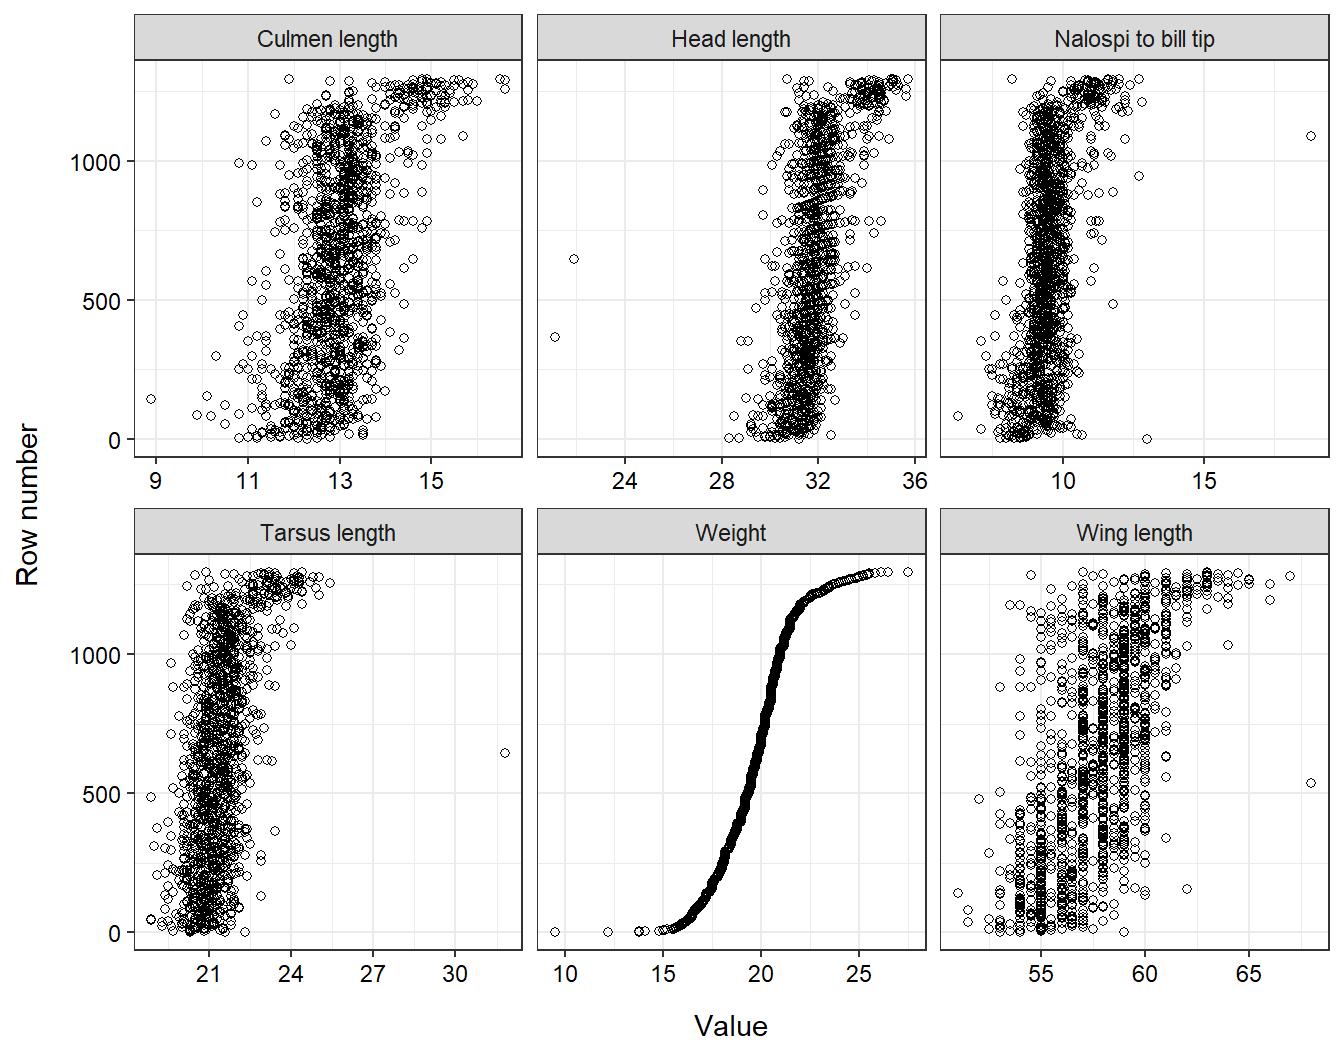 Culmen length
Head length
Nalospi to bill tip
1000
500
0
9 11 13 15
24 28 32 36
10 15
Row number
Tarsus length
Weight
Wing length
1000
500
0
21 24 27 30
10 15 20 25
55 60 65
Value